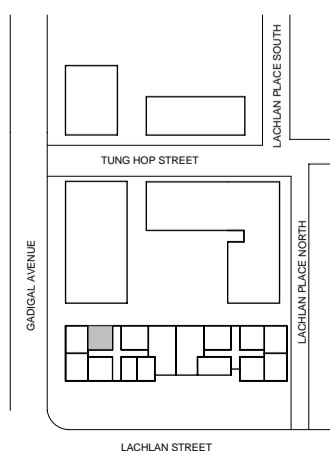 LACHLAN PLACE SOUTH
TUNG HOP STREET
GADIGAL AVENUE
LACHLAN PLACE NORTH
LACHLAN STREET